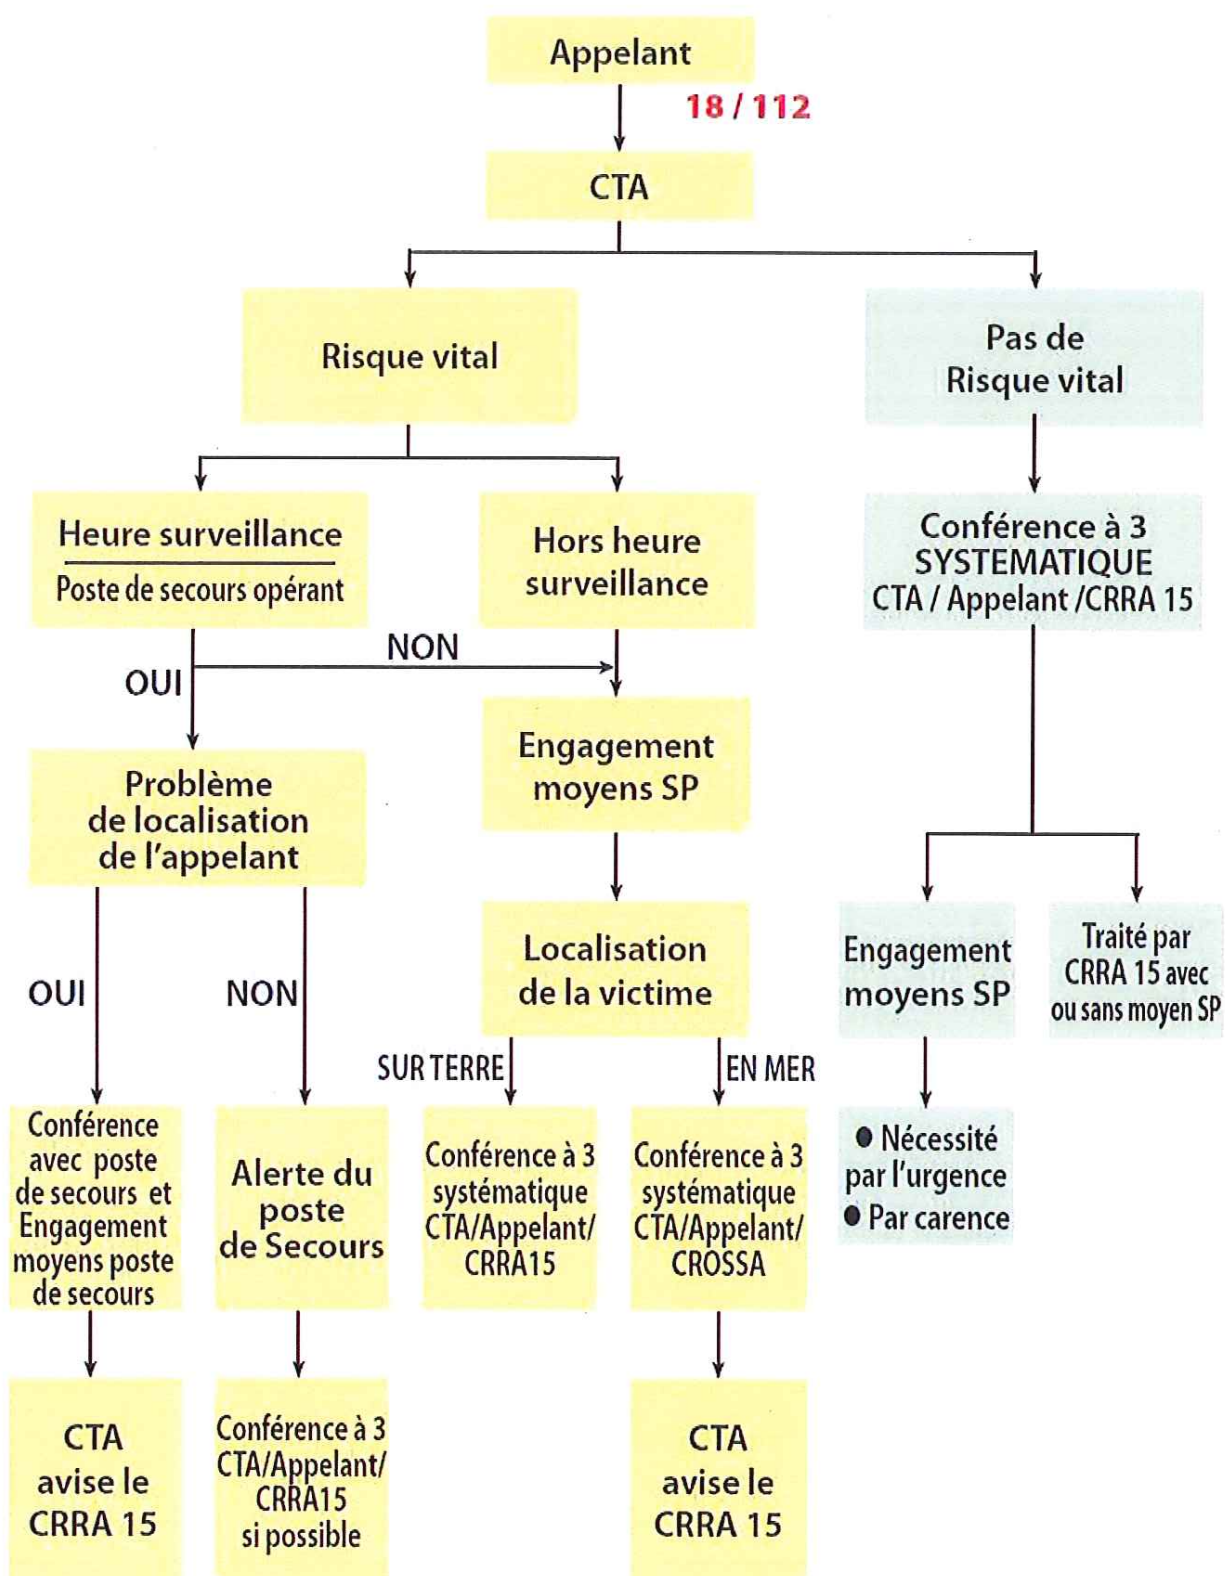 Appelant
18 / 112
CTA
Risque vital
Pas de
Risque vital
Heure surveillance
Poste de secours opérant
Hors heure
surveillance
Conférence à 3
SYSTEMATIQUE
CTA / Appelant /CRRA 15
NON
OUI
Problème
de localisation
de l'appelant
Engagement
moyens SP
OUI
NON
Localisation
de la victime
Engagement
moyens SP
Traité par
CRRA 15 avec
ou sans moyen SP
SUR TERRE
EN MER
Conférence
avec poste
de secours et
Engagement
moyens poste
de secours
Alerte du
poste
de Secours
Conférence à 3
systématique
CTA/Appelant/
CRRA15
Conférence à 3
systématique
CTA/Appelant/
CROSSA
● Nécessité
par l'urgence
● Par carence
CTA
avise le
CRRA 15
Conférence à 3
CTA/Appelant/
CRRA15
si possible
CTA
avise le
CRRA 15